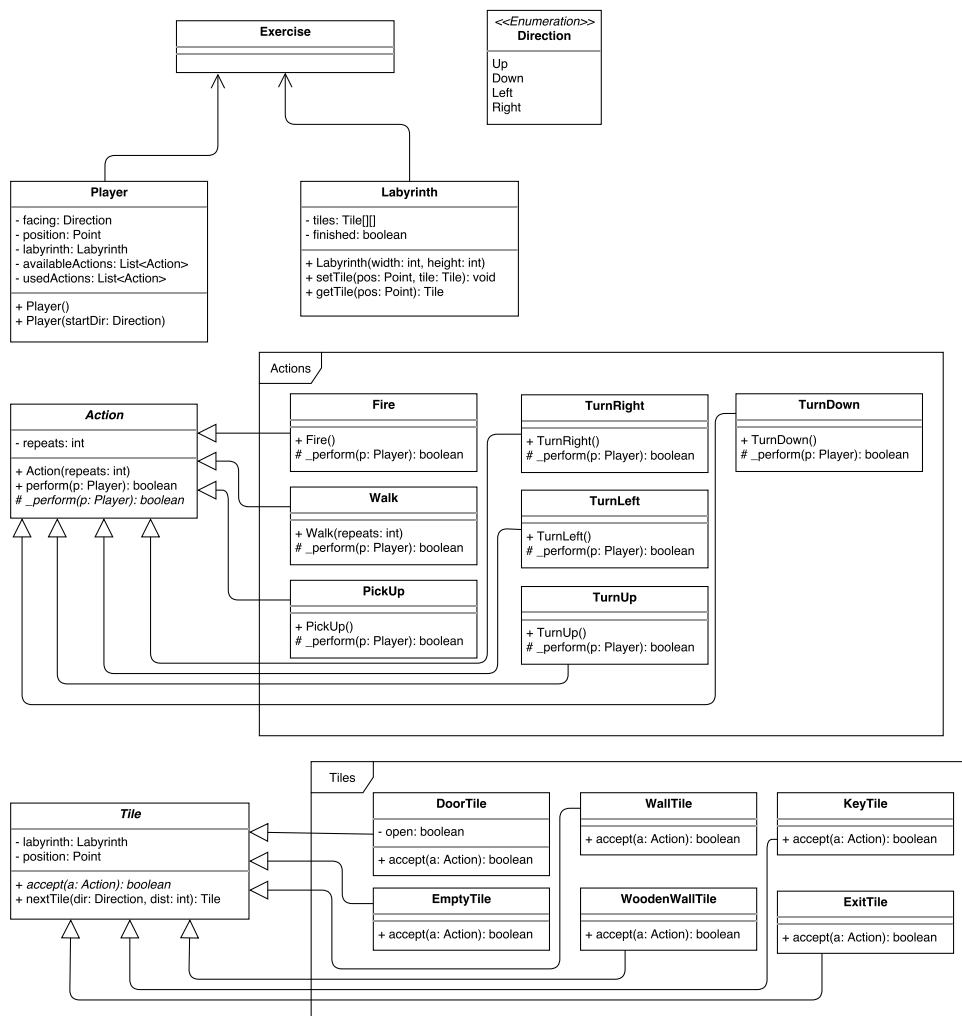 Exercise
<<Enumeration>>
Direction
Up
Down
Left
Right
Player
- facing: Direction
- position: Point
- labyrinth: Labyrinth
- availableActions: List<Action>
- usedActions: List<Action>
+ Player()
+ Player(startDir: Direction)
Labyrinth
- tiles: Tile[][]
- finished: boolean
+ Labyrinth(width: int, height: int)
+ setTile(pos: Point, tile: Tile): void
+ getTile(pos: Point): Tile
Actions
Action
- repeats: int
+ Action(repeats: int)
+ perform(p: Player): boolean
# _perform(p: Player): boolean
Fire
+ Fire()
# _perform(p: Player): boolean
TurnRight
+ TurnRight()
# _perform(p: Player): boolean
TurnDown
+ TurnDown()
# _perform(p: Player): boolean
Walk
+ Walk(repeats: int)
# _perform(p: Player): boolean
TurnLeft
+ TurnLeft()
# _perform(p: Player): boolean
PickUp
+ PickUp()
# _perform(p: Player): boolean
TurnUp
+ TurnUp()
# _perform(p: Player): boolean
Tiles
Tile
- labyrinth: Labyrinth
- position: Point
+ accept(a: Action): boolean
+ nextTile(dir: Direction, dist: int): Tile
DoorTile
- open: boolean
+ accept(a: Action): boolean
WallTile
+ accept(a: Action): boolean
KeyTile
+ accept(a: Action): boolean
EmptyTile
+ accept(a: Action): boolean
WoodenWallTile
+ accept(a: Action): boolean
ExitTile
+ accept(a: Action): boolean